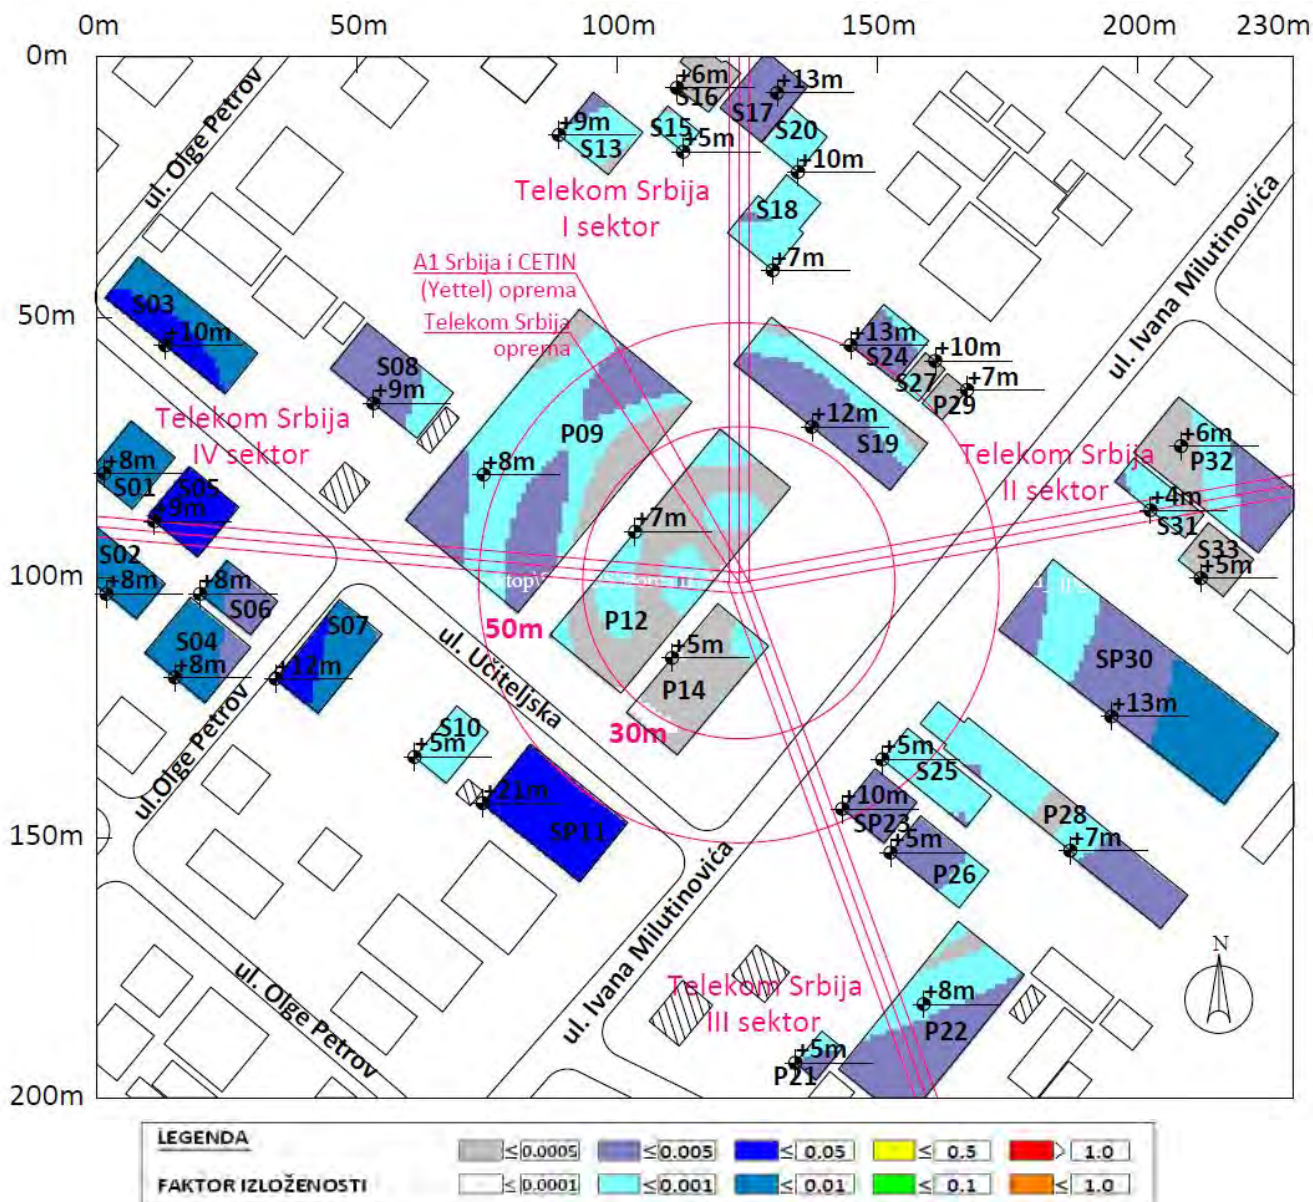 0m 50m 100m 150m 200m 230m
0m
50m
100m
150m
200m
ul. Olge Petrov
+6m
S16
+13m
S17
+9m
S13
S15
+5m
S20
+10m
Telekom Srbija
I sektor
S18
+7m
A1 Srbija i CETIN
(Yettel) oprema
Telekom Srbija
oprema
ul. Ivana Milutinovića
S03
+10m
S08
+9m
+13m
S24
+10m
S27
+7m
P29
Telekom Srbija
IV sektor
P09
+8m
+12m
S19
Telekom Srbija
II sektor
+6m
P32
+8m
S01
S05
+9m
+7m
+4m
S31
S02
+8m
+8m
S06
S33
+5m
S04
+8m
S07
+12m
50m
P12
+5m
P14
30m
SP30
+13m
ul. Učiteljska
ul.Olge Petrov
S10
+5m
+21m
SP11
+5m
S25
+10m
SP23
+5m
P26
P28
+7m
ul. Ivana Milutinovića
ul. Olge Petrov
Telekom Srbija
III sektor
+8m
P22
+5m
P21
N
LEGENDA
≤ 0.0005 ≤ 0.005 ≤ 0.05 ≤ 0.5 > 1.0
FAKTOR IZLOŽENOSTI
≤ 0.0001 ≤ 0.001 ≤ 0.01 ≤ 0.1 ≤ 1.0